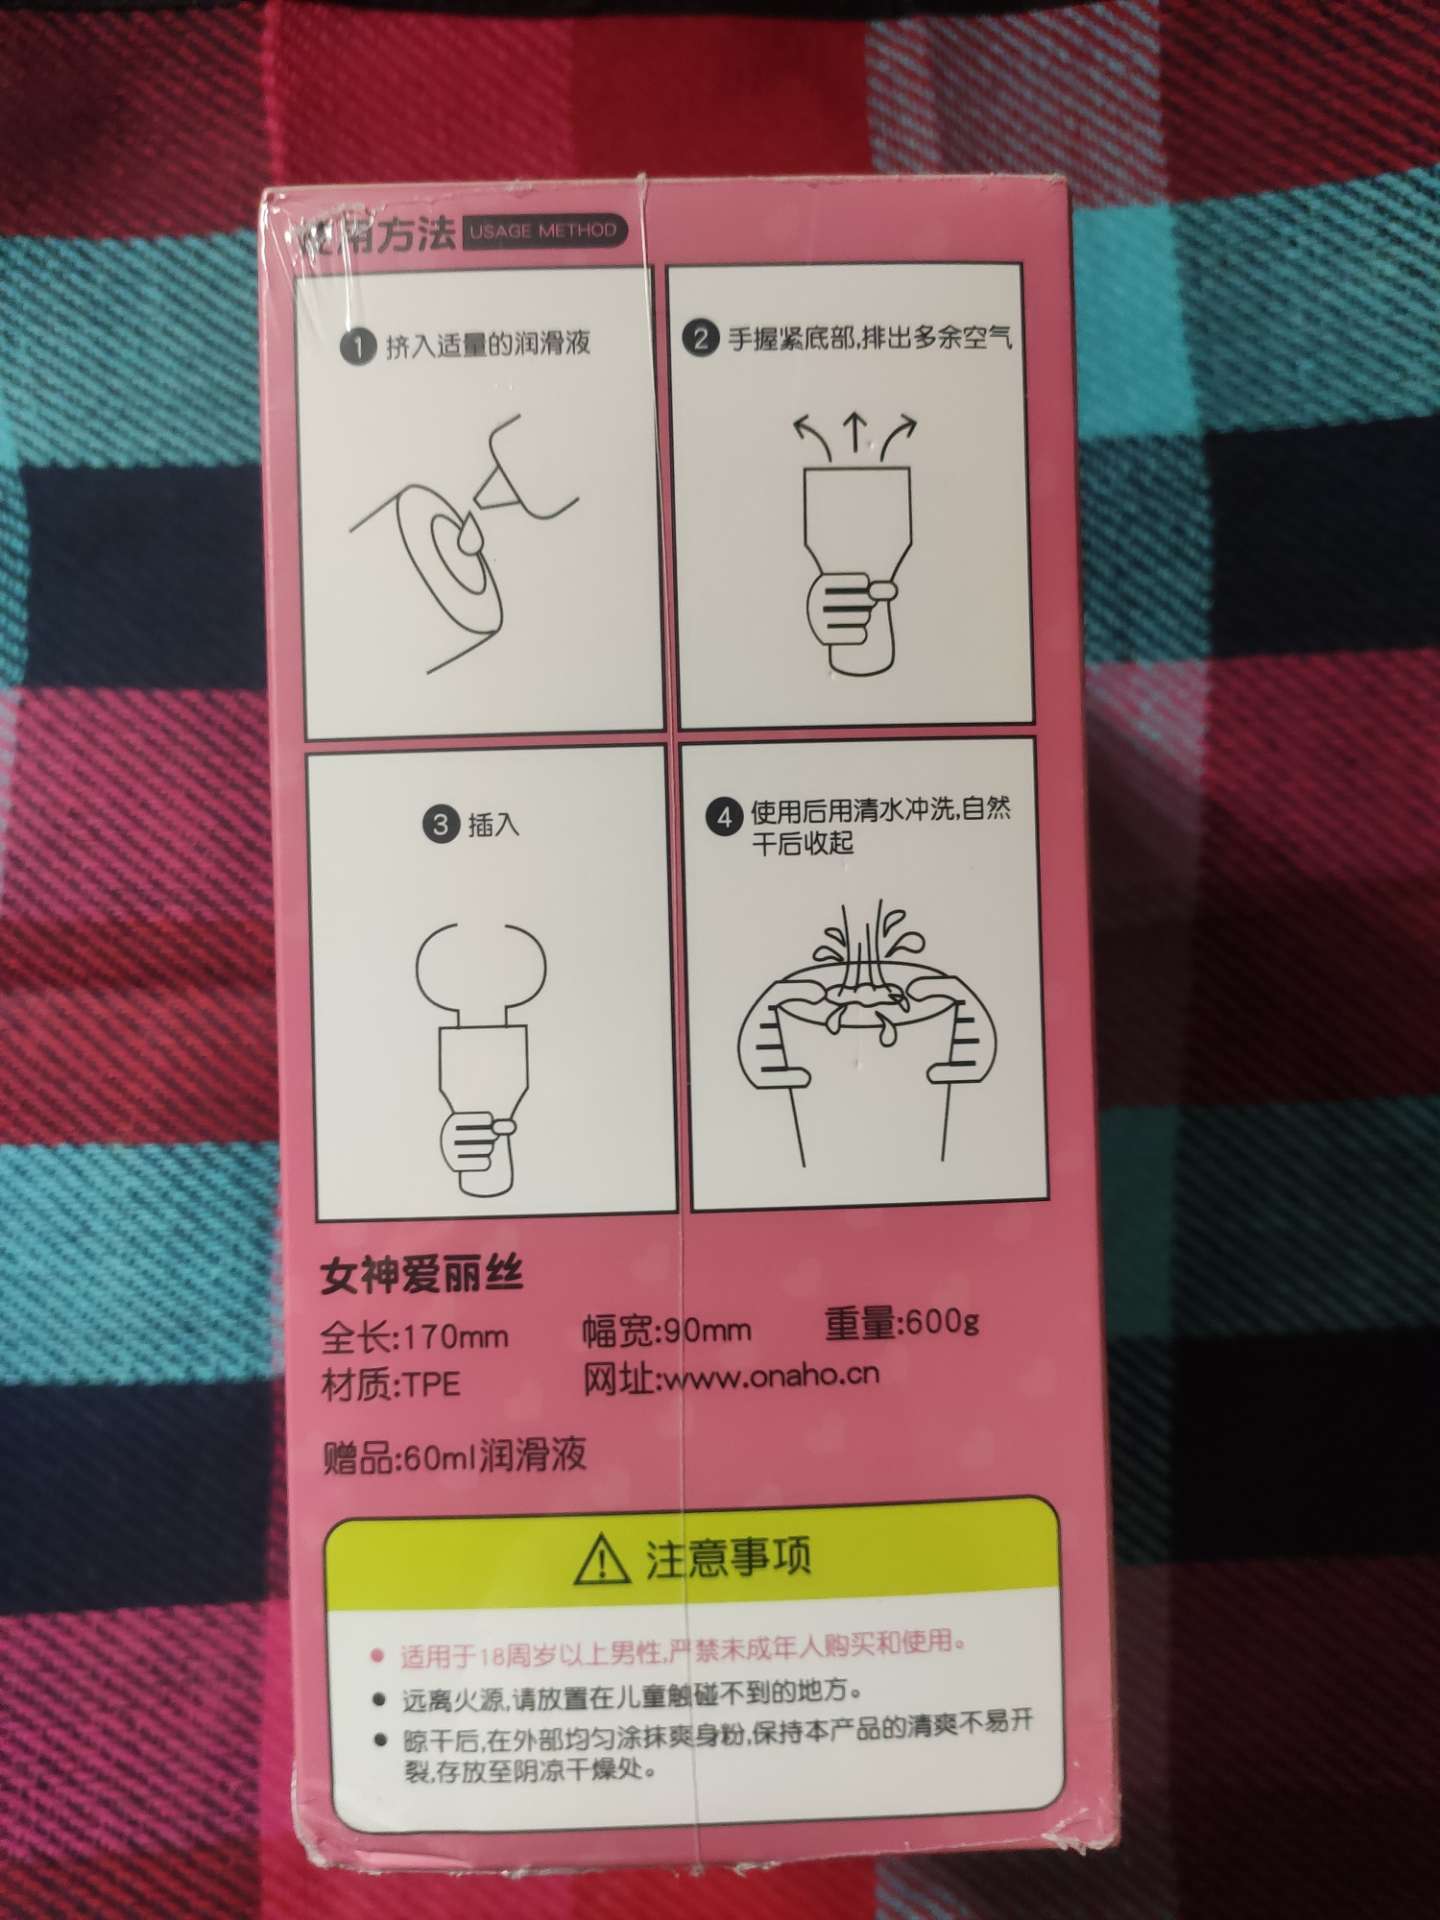 使用方法 USAGE METHOD
1 挤入适量的润滑液
2 手握紧底部,排出多余空气
3 插入
4 使用后用清水冲洗,自然
干后收起
女神爱丽丝
全长:170mm 幅宽:90mm 重量:600g
材质:TPE 网址:www.onaho.cn
赠品:60ml润滑液
注意事项
• 适用于18周岁以上男性,严禁未成年人购买和使用。
• 远离火源,请放置在儿童触碰不到的地方。
• 晾干后,在外部均匀涂抹爽身粉,保持本产品的清爽不易开
裂,存放至阴凉干燥处。